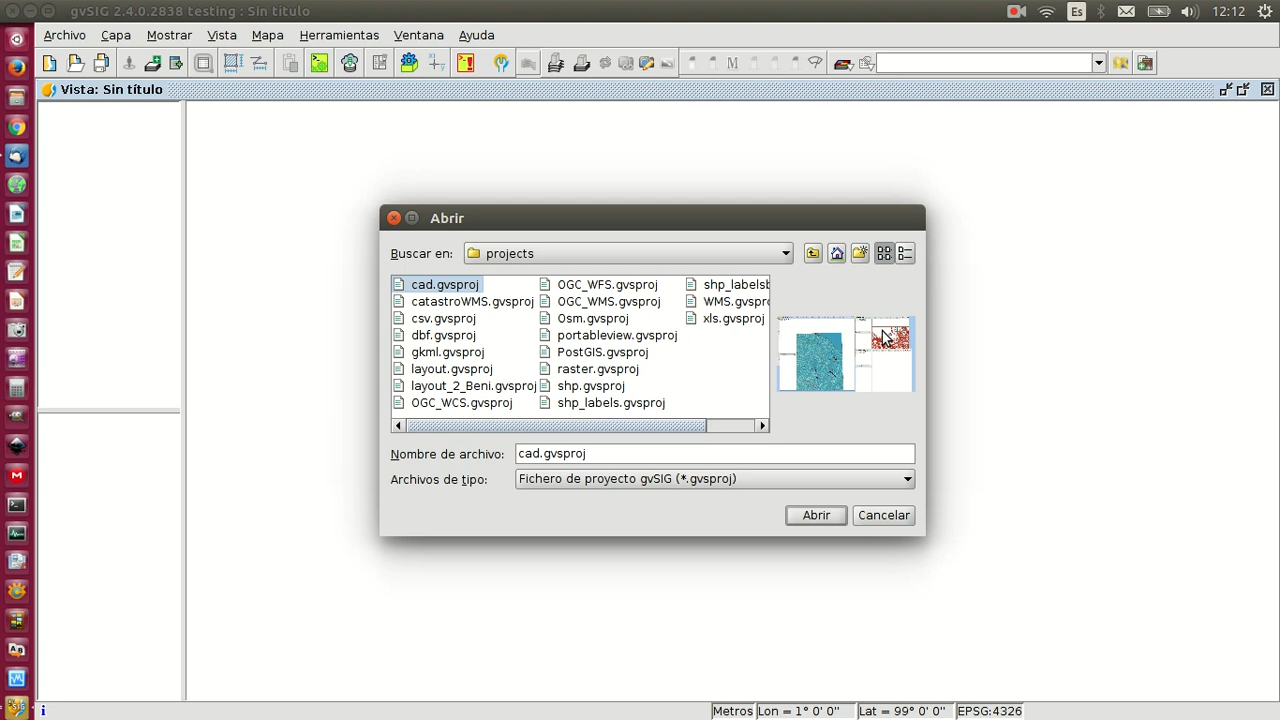 gvSIG 2.4.0.2838 testing : Sin título
Es
12:12
Archivo Capa Mostrar Vista Mapa Herramientas Ventana Ayuda
Vista: Sin título
Abrir
Buscar en: projects
cad.gvsproj OGC_WFS.gvsproj shp_labelsb
catastroWMS.gvsproj OGC_WMS.gvsproj WMS.gvspro
csv.gvsproj Osm.gvsproj xls.gvsproj
dbf.gvsproj portableview.gvsproj
gkml.gvsproj PostGIS.gvsproj
layout.gvsproj raster.gvsproj
layout_2_Beni.gvsproj shp.gvsproj
OGC_WCS.gvsproj shp_labels.gvsproj
Nombre de archivo: cad.gvsproj
Archivos de tipo: Fichero de proyecto gvSIG (*.gvsproj)
Abrir Cancelar
Metros Lon = 1° 0' 0" Lat = 99° 0' 0" EPSG:4326